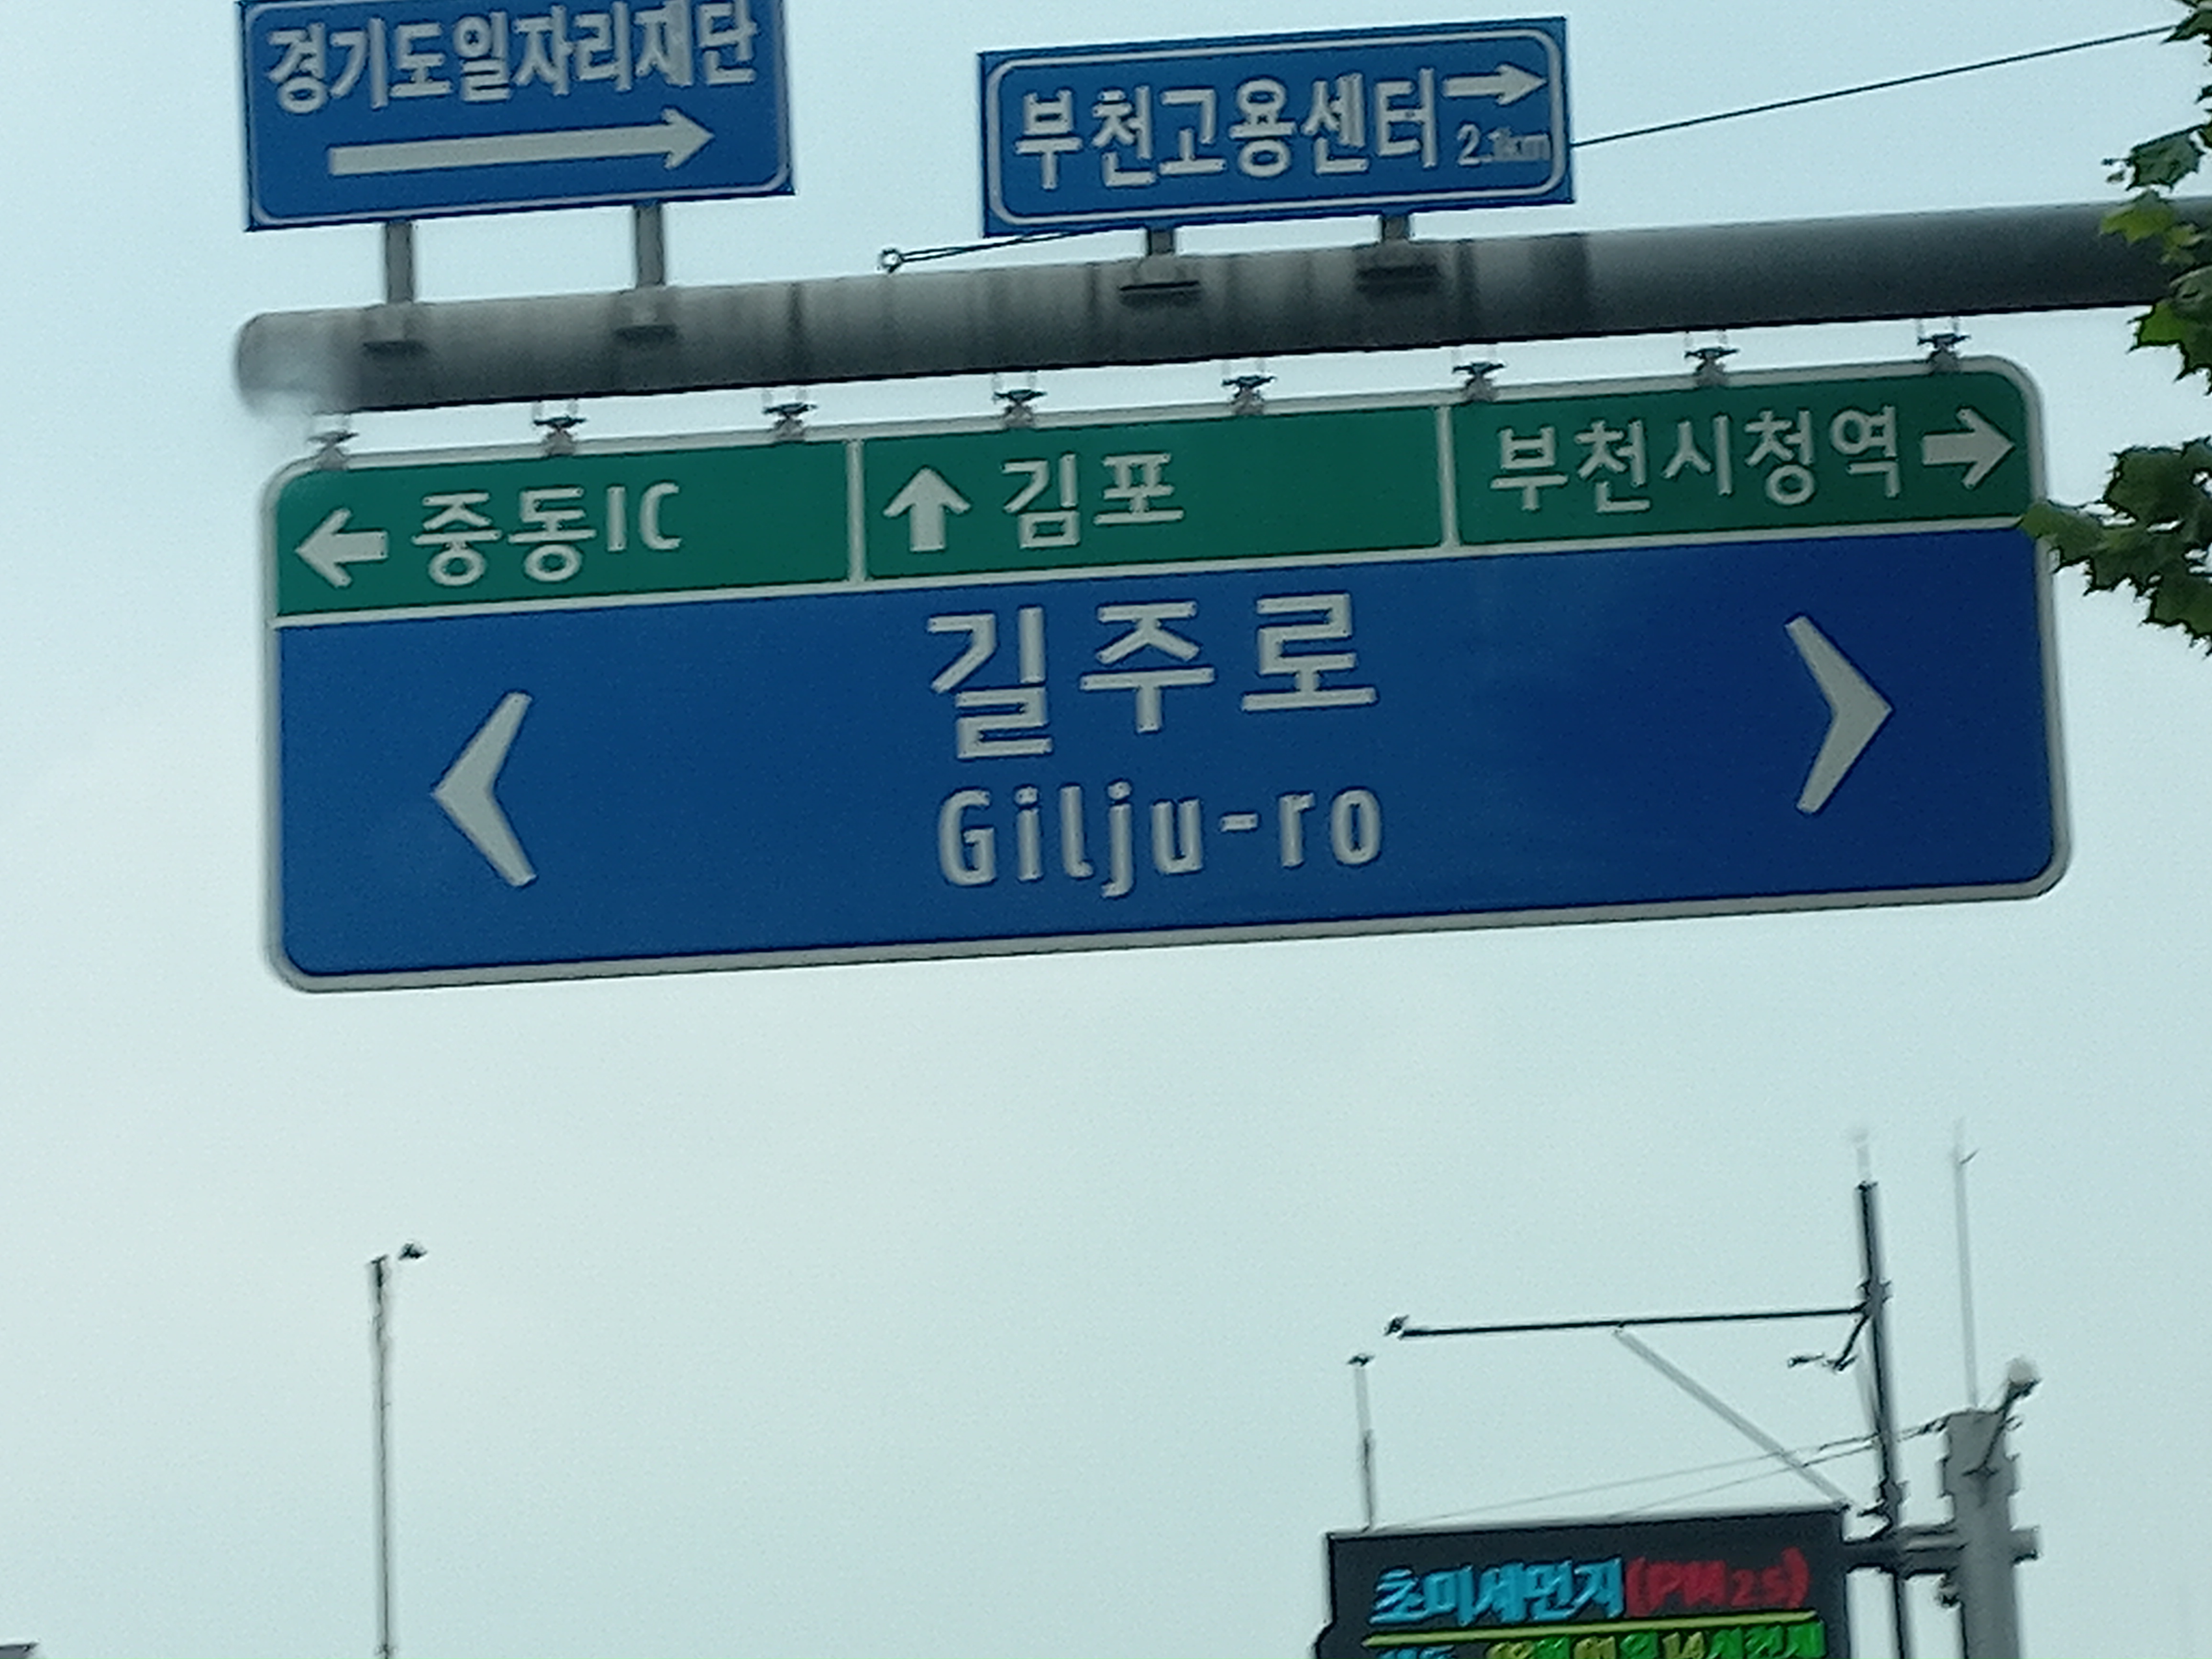 경기도일자리재단
부천고용센터
2.1km
중동IC
김포
부천시청역
길주로
Gilju-ro
초미세먼지(PM2.5)